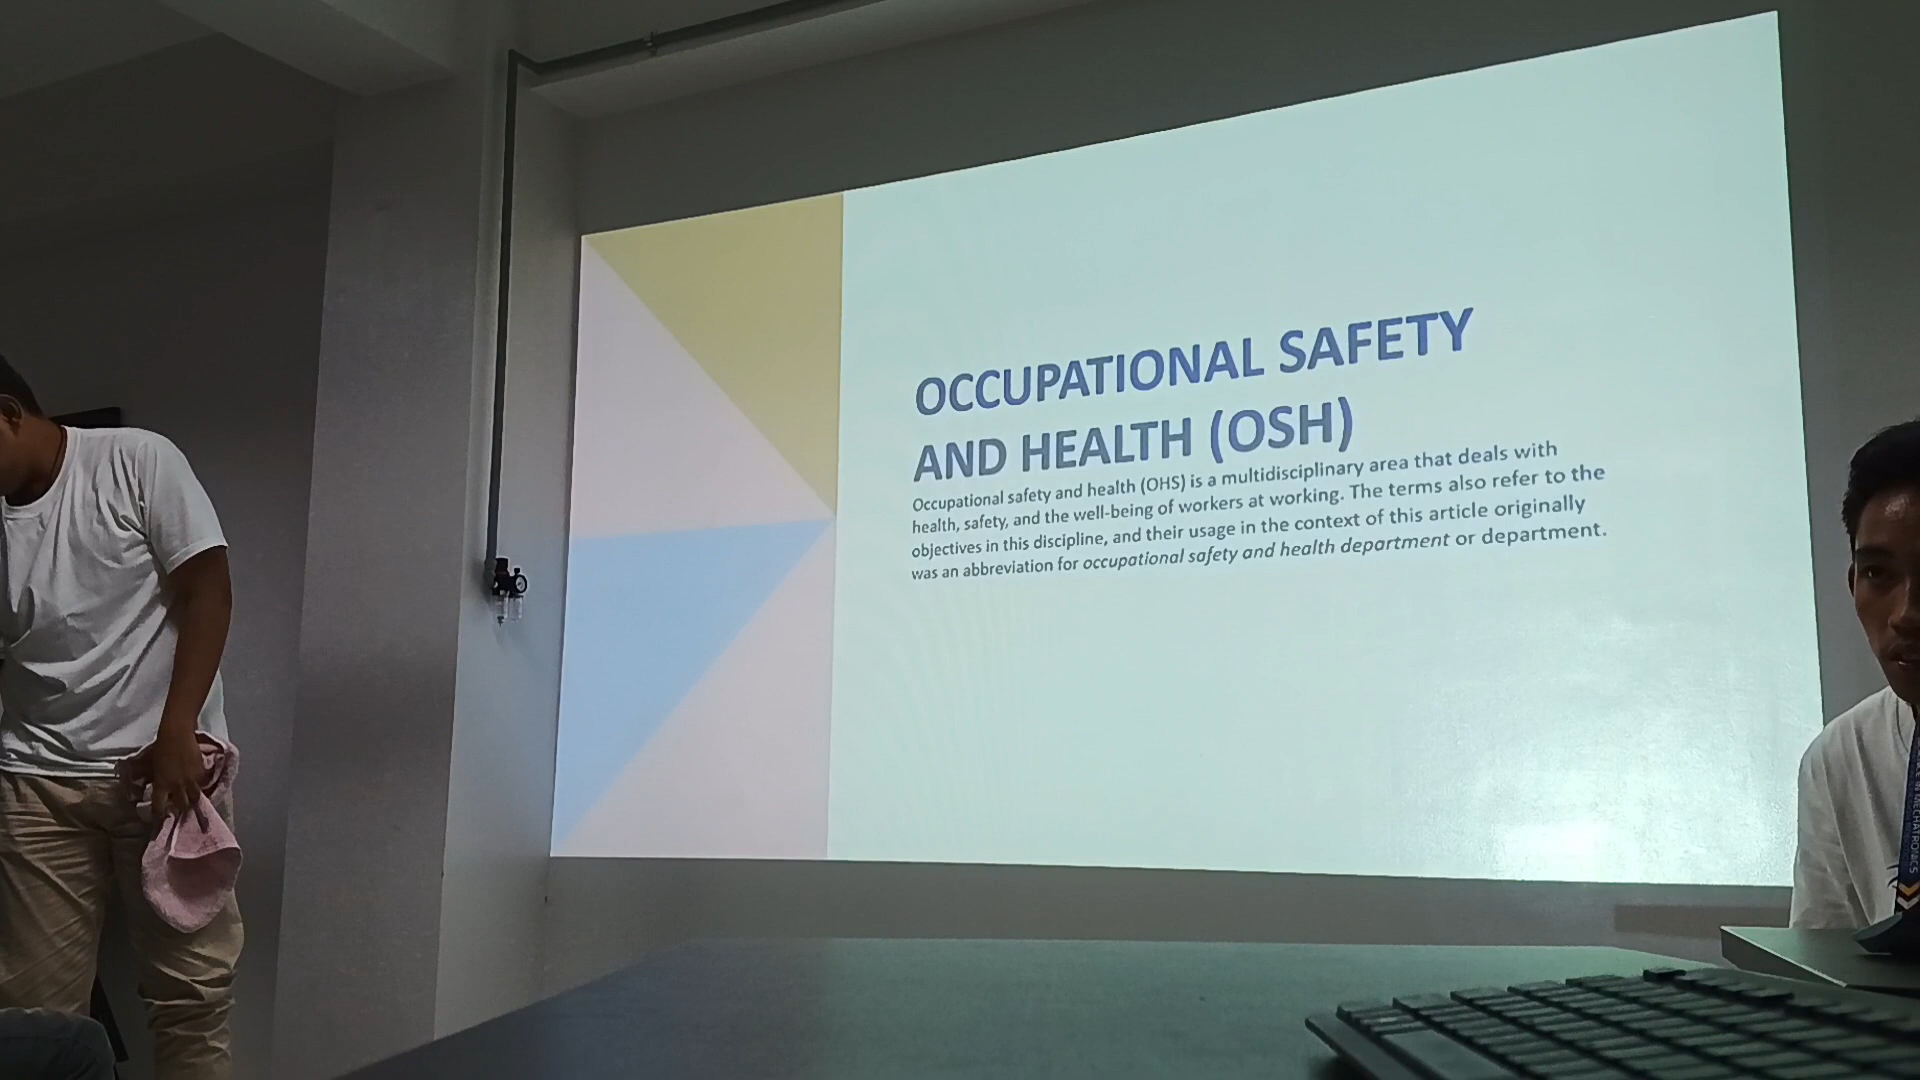 OCCUPATIONAL SAFETY
AND HEALTH (OSH)
Occupational safety and health (OHS) is a multidisciplinary area that deals with
health, safety, and the well-being of workers at working. The terms also refer to the
objectives in this discipline, and their usage in the context of this article originally
was an abbreviation for occupational safety and health department or department.
MECHATRONICS